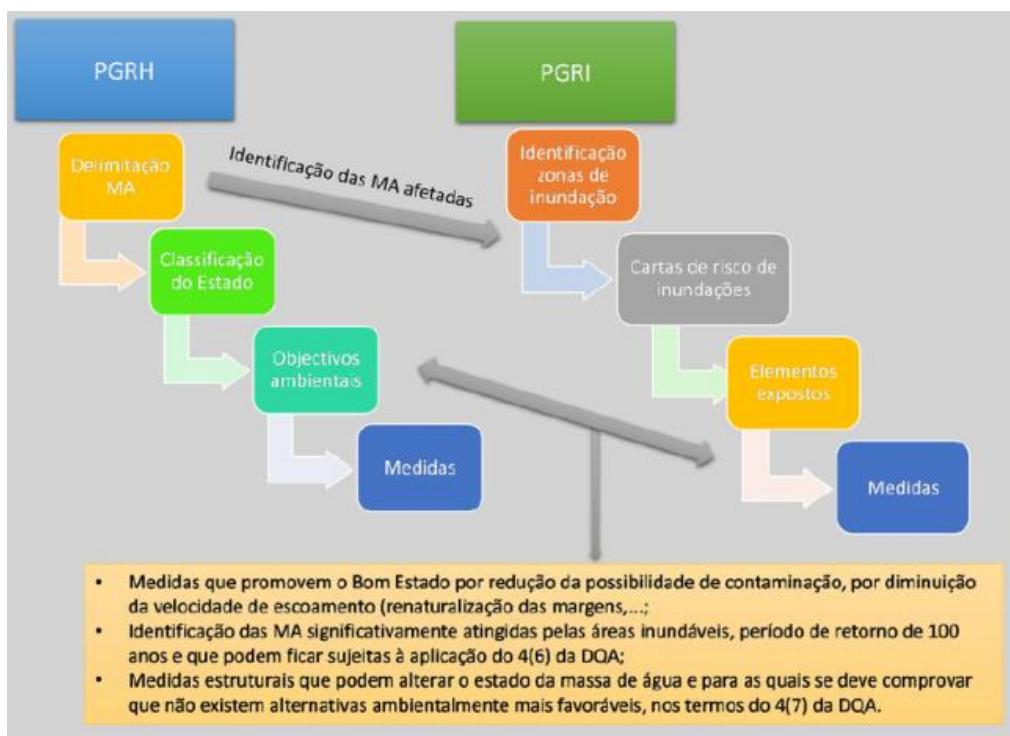 PGRH
PGRI
Delimitação
MA
Identificação das MA afetadas
Identificação
zonas de
inundação
Classificação
do Estado
Cartas de risco de
inundações
Objectivos
ambientais
Elementos
expostos
Medidas
Medidas
• Medidas que promovem o Bom Estado por redução da possibilidade de contaminação, por diminuição
da velocidade de escoamento (renaturalização das margens,...;
• Identificação das MA significativamente atingidas pelas áreas inundáveis, período de retorno de 100
anos e que podem ficar sujeitas à aplicação do 4(6) da DQA;
• Medidas estruturais que podem alterar o estado da massa de água e para as quais se deve comprovar
que não existem alternativas ambientalmente mais favoráveis, nos termos do 4(7) da DQA.